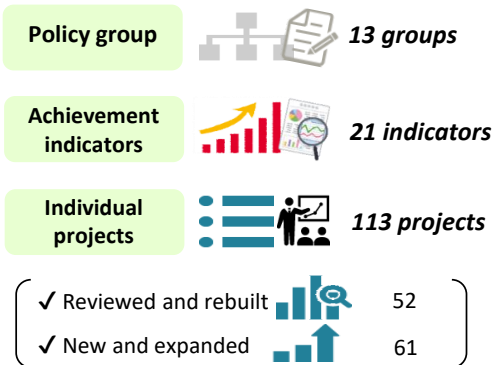 Policy group
13 groups
Achievement
indicators
21 indicators
Individual
projects
113 projects
✓ Reviewed and rebuilt 52
✓ New and expanded 61